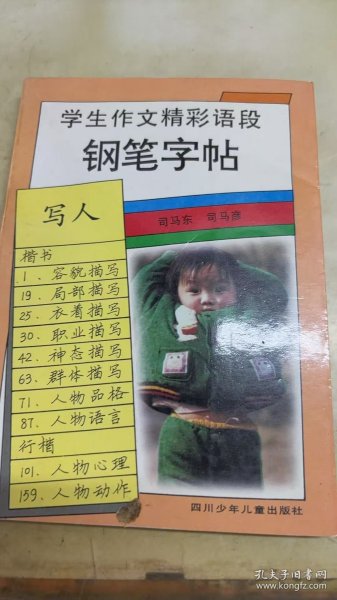 学生作文精彩语段
钢笔字帖
写人
司马东 司马彦
楷书
1、容貌描写
19、局部描写
25、衣着描写
30、职业描写
42、神态描写
63、群体描写
71、人物品格
87、人物语言
行楷
101、人物心理
159、人物动作
四川少年儿童出版社
孔夫子旧书网
www.kongfz.com